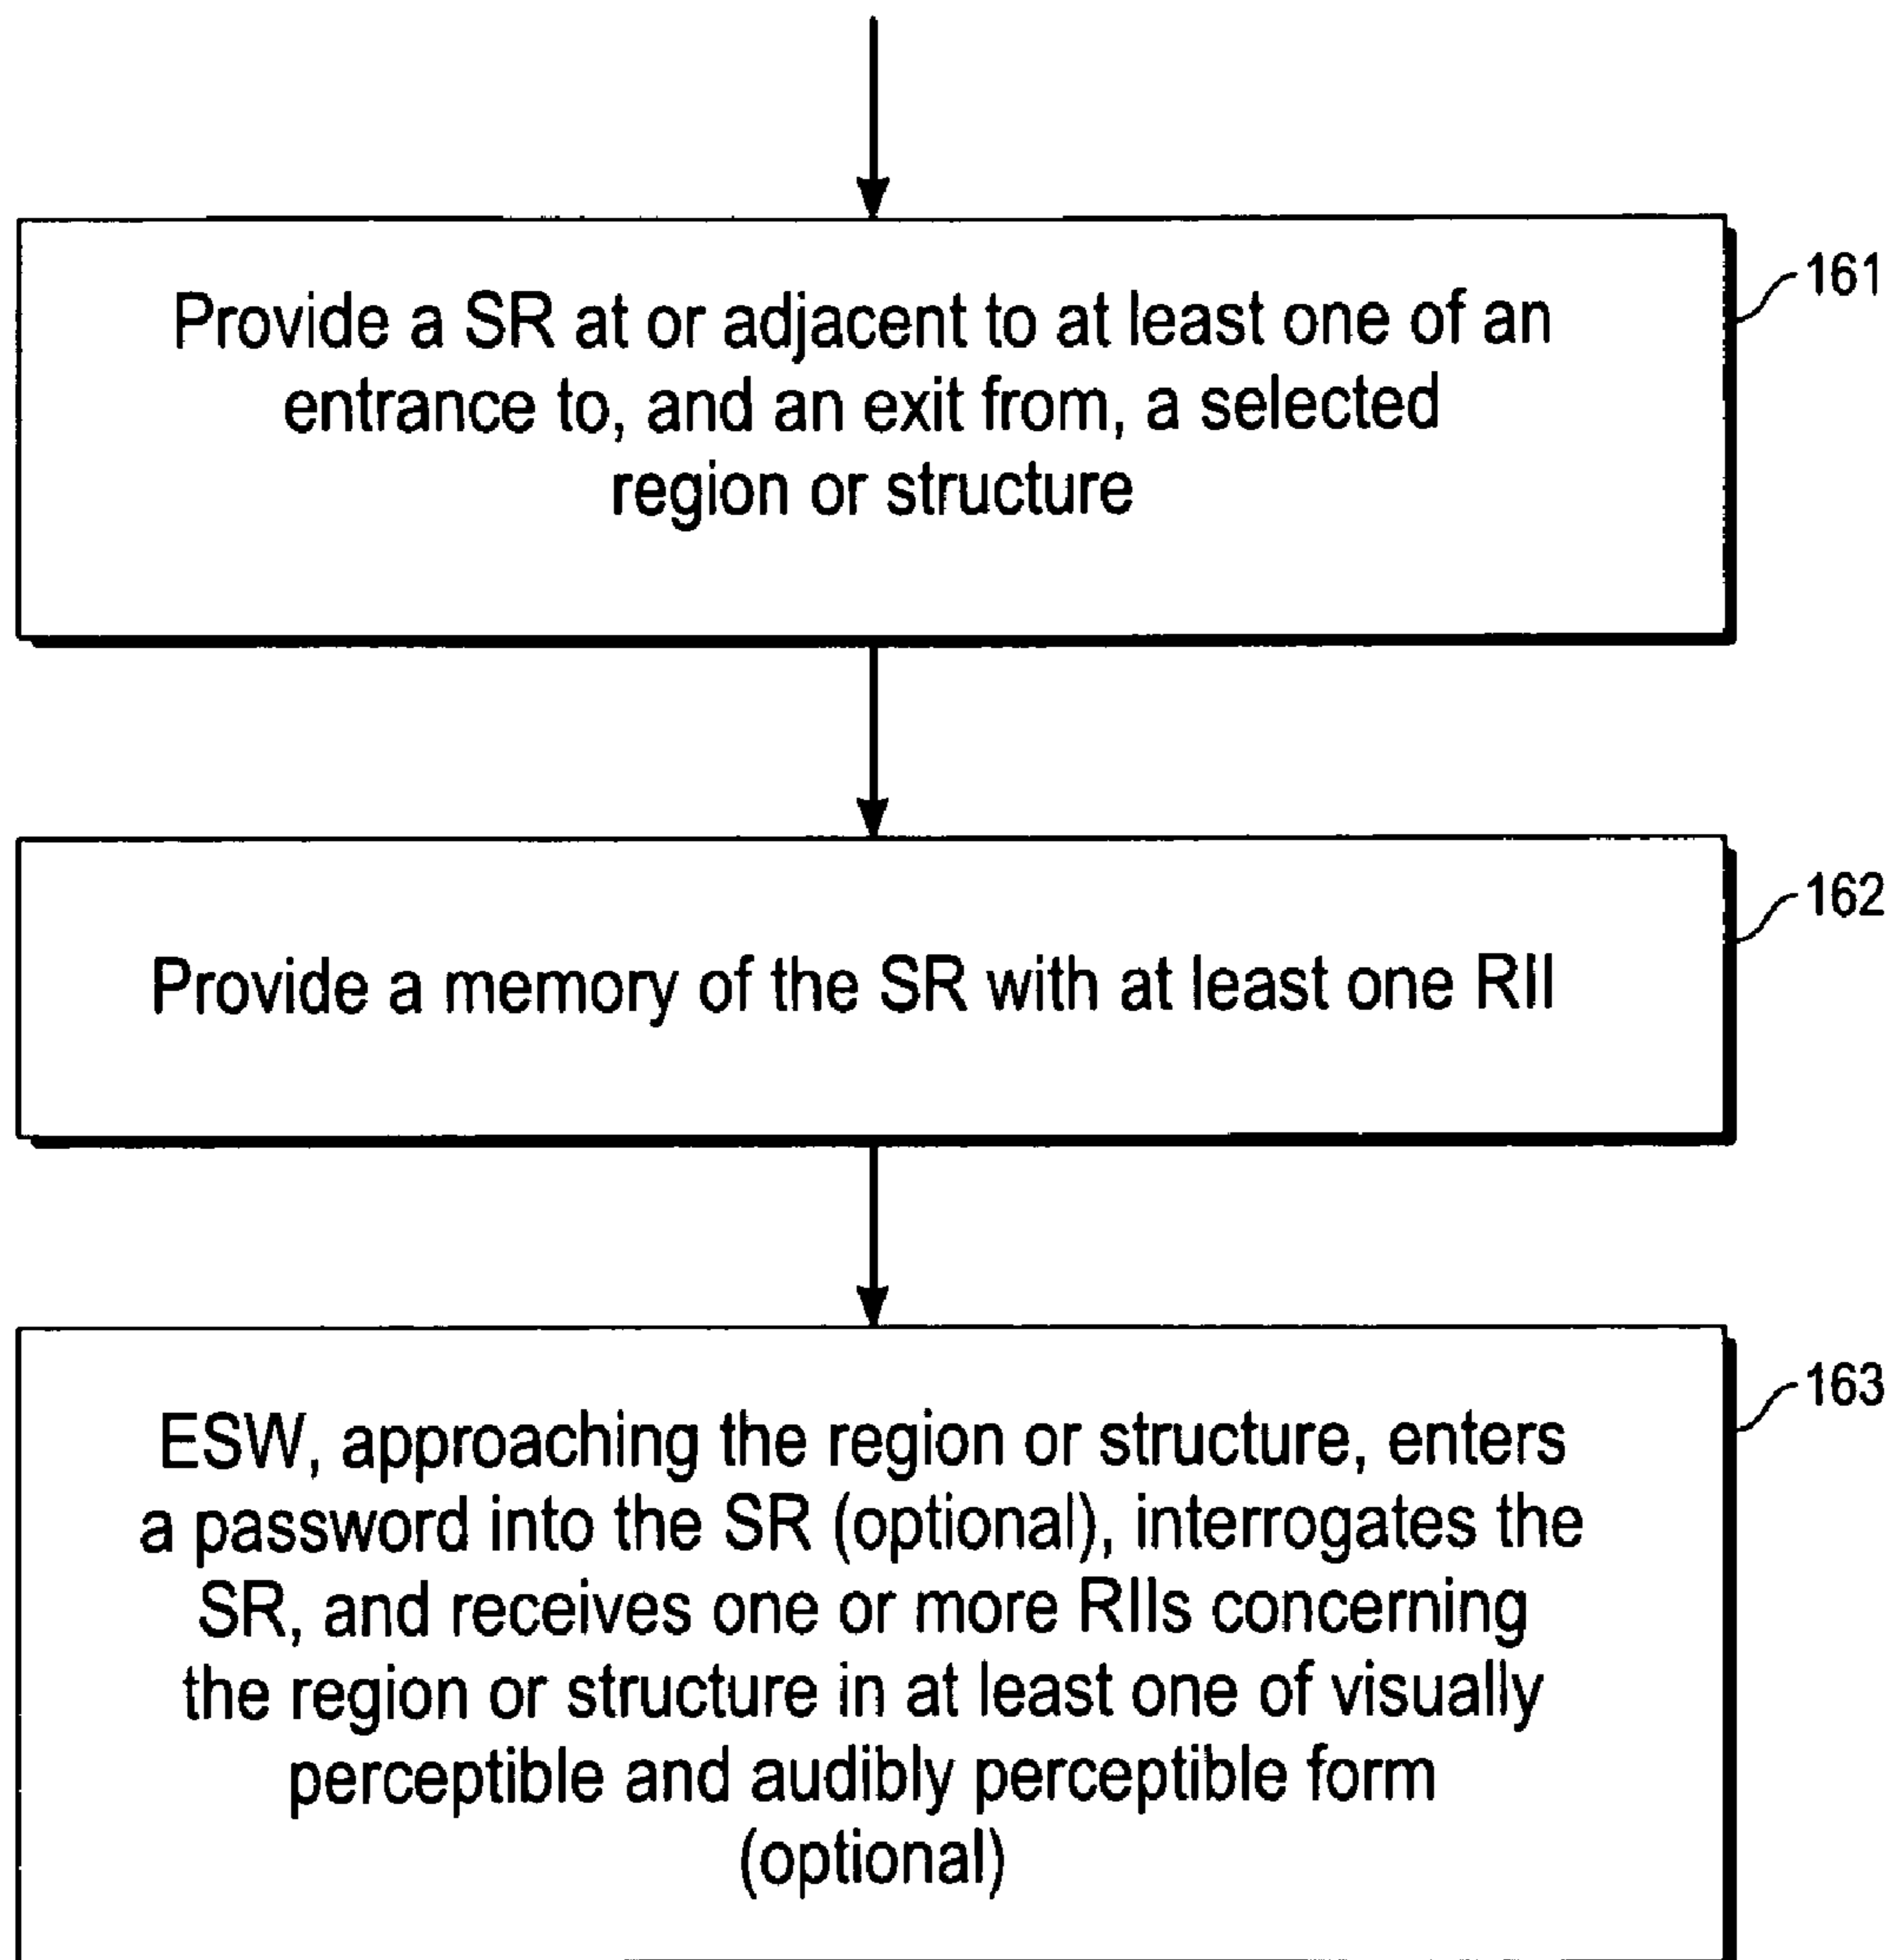 Provide a SR at or adjacent to at least one of an
entrance to, and an exit from, a selected
region or structure
161
Provide a memory of the SR with at least one RII
162
ESW, approaching the region or structure, enters
a password into the SR (optional), interrogates the
SR, and receives one or more RIIs concerning
the region or structure in at least one of visually
perceptible and audibly perceptible form
(optional)
163